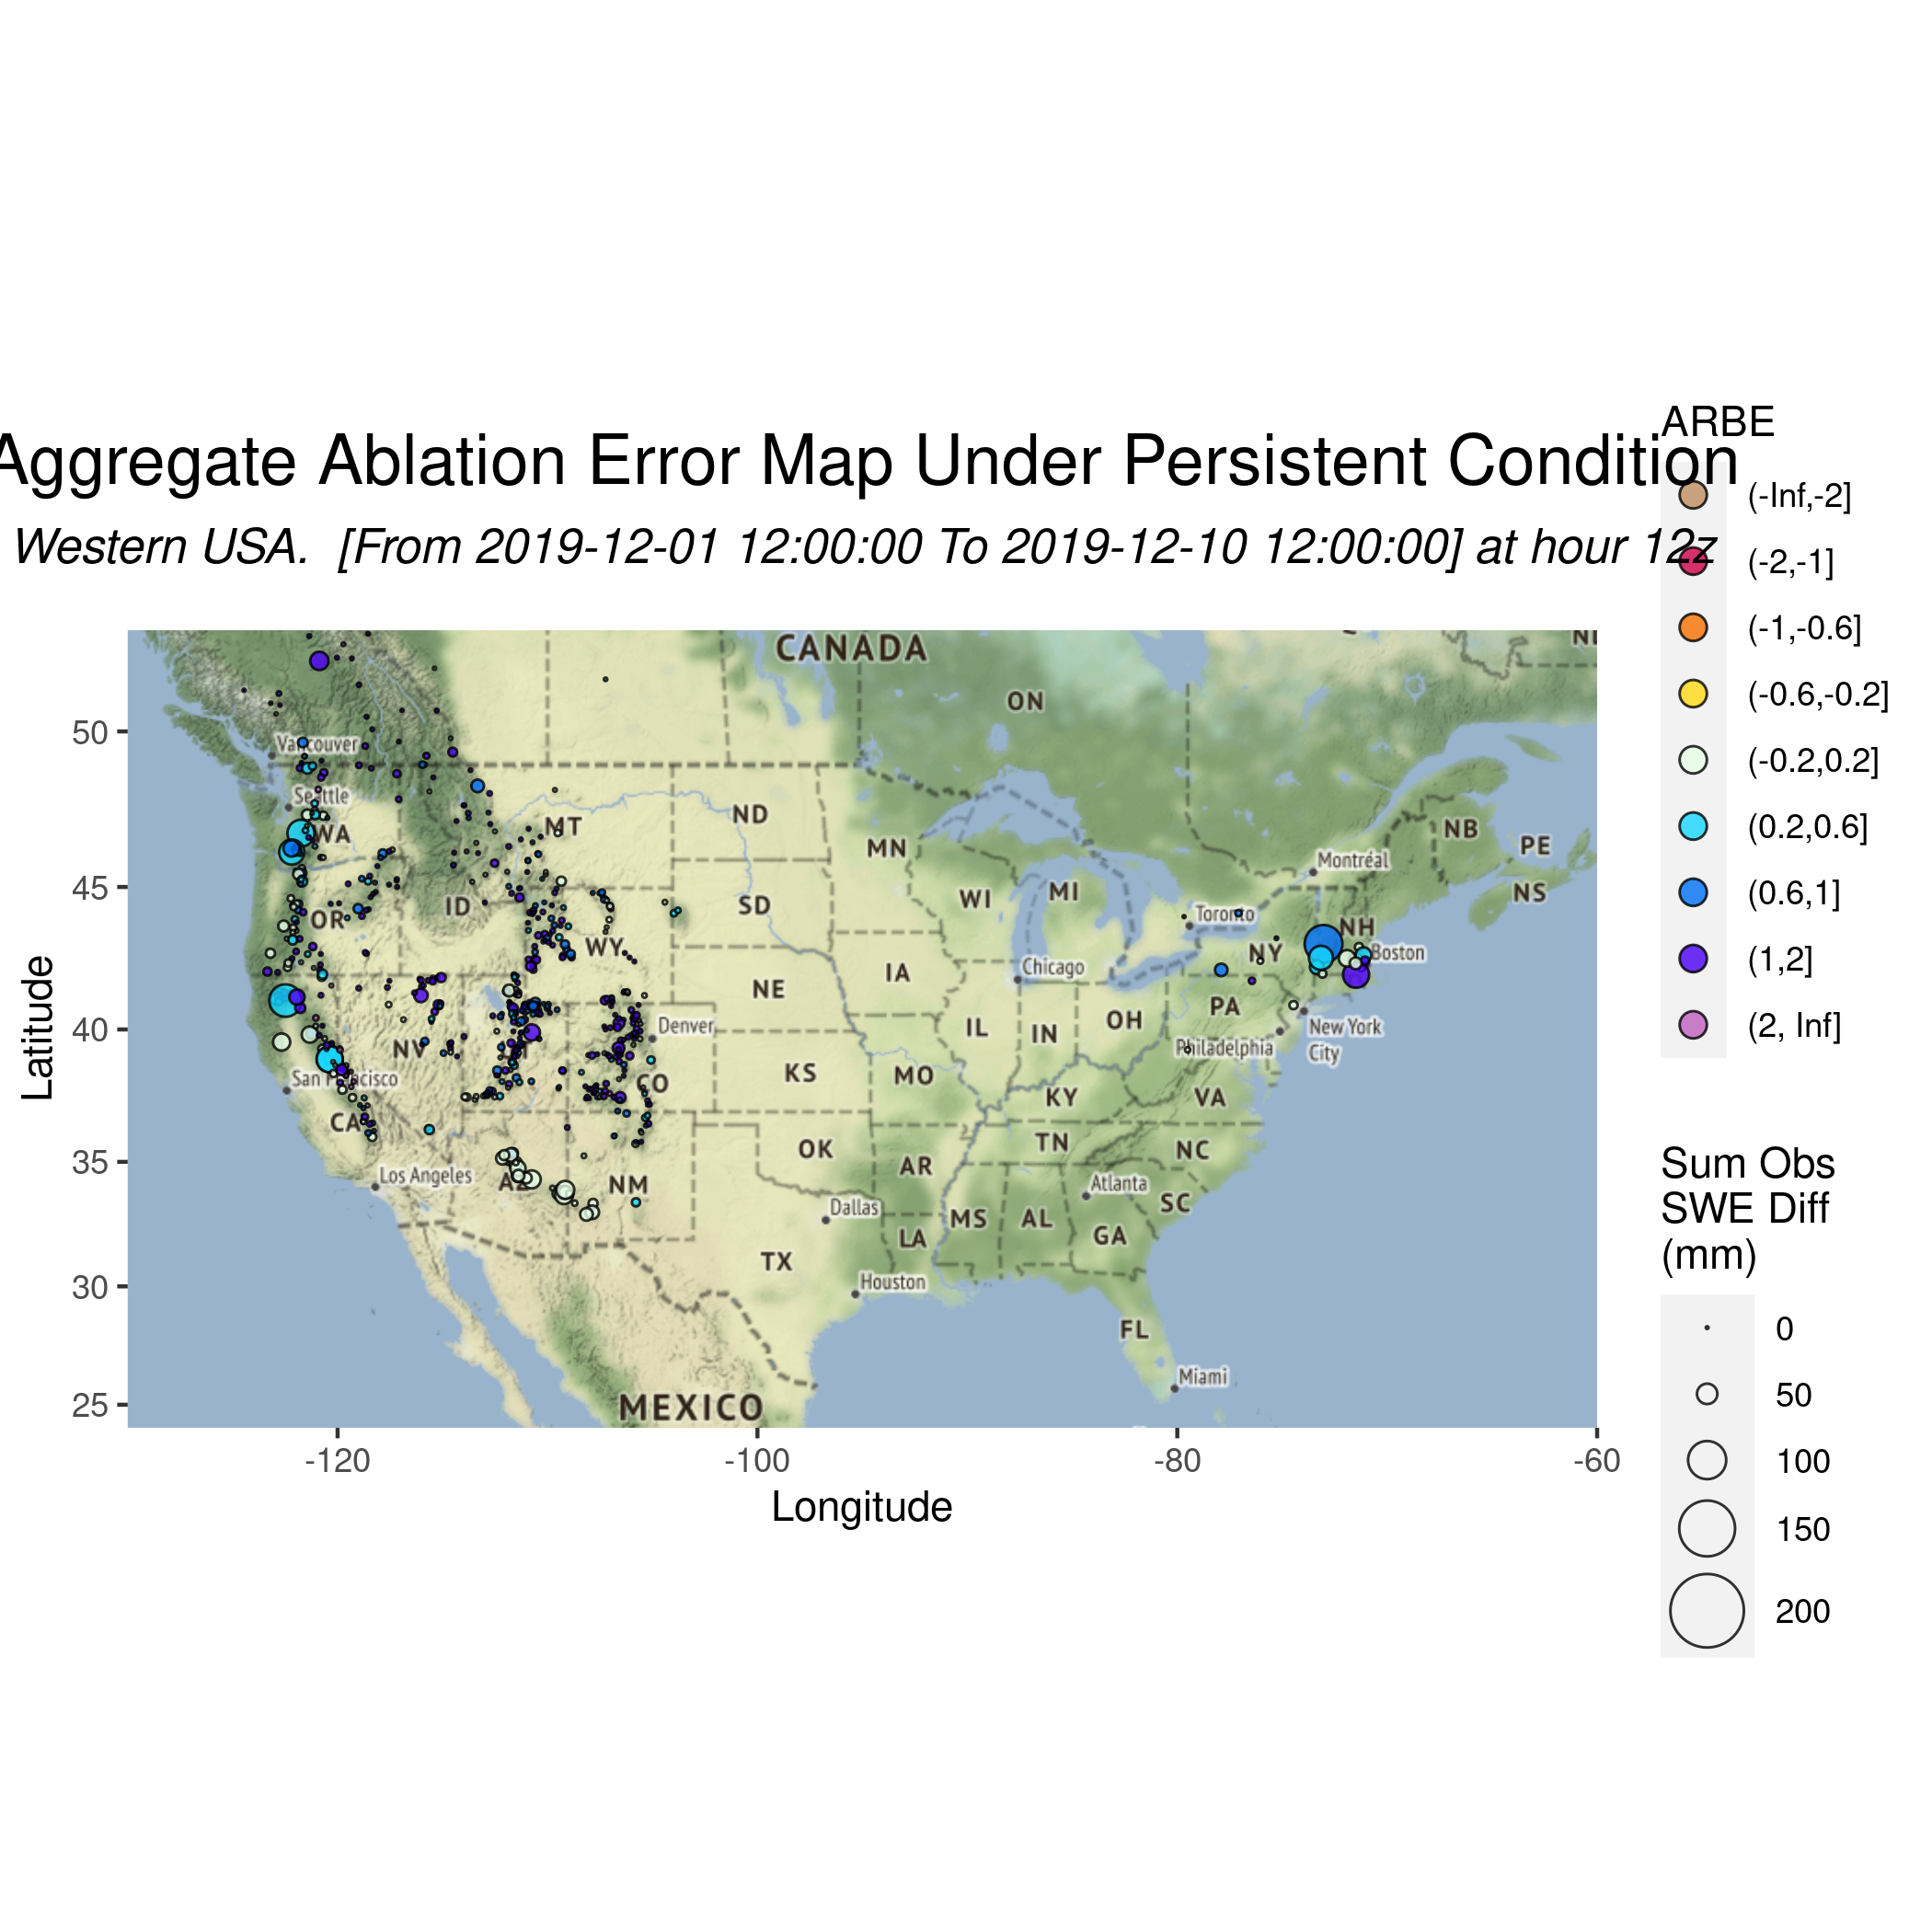 ARBE
Aggregate Ablation Error Map Under Persistent Condition
(-Inf,-2]
Western USA.  [From 2019-12-01 12:00:00 To 2019-12-10 12:00:00] at hour 12z
(-2,-1]
(-1,-0.6]
(-0.6,-0.2]
(-0.2,0.2]
(0.2,0.6]
(0.6,1]
(1,2]
(2, Inf]
CANADA
ON
50
Vancouver
Seattle
WA
MT
ND
MN
NB
PE
Montréal
45
OR
ID
SD
WI
MI
NS
Toronto
NH
WY
NY
Boston
IA
Chicago
NE
PA
40
Denver
IL
IN
OH
New York
City
NV
Philadelphia
San Francisco
CO
KS
MO
KY
VA
CA
OK
TN
NC
35
Los Angeles
AZ
NM
AR
Atlanta
SC
Dallas
MS
AL
GA
LA
TX
30
Houston
FL
Miami
25
MEXICO
-120
-100
-80
-60
Longitude
Latitude
Sum Obs
SWE Diff
(mm)
0
50
100
150
200